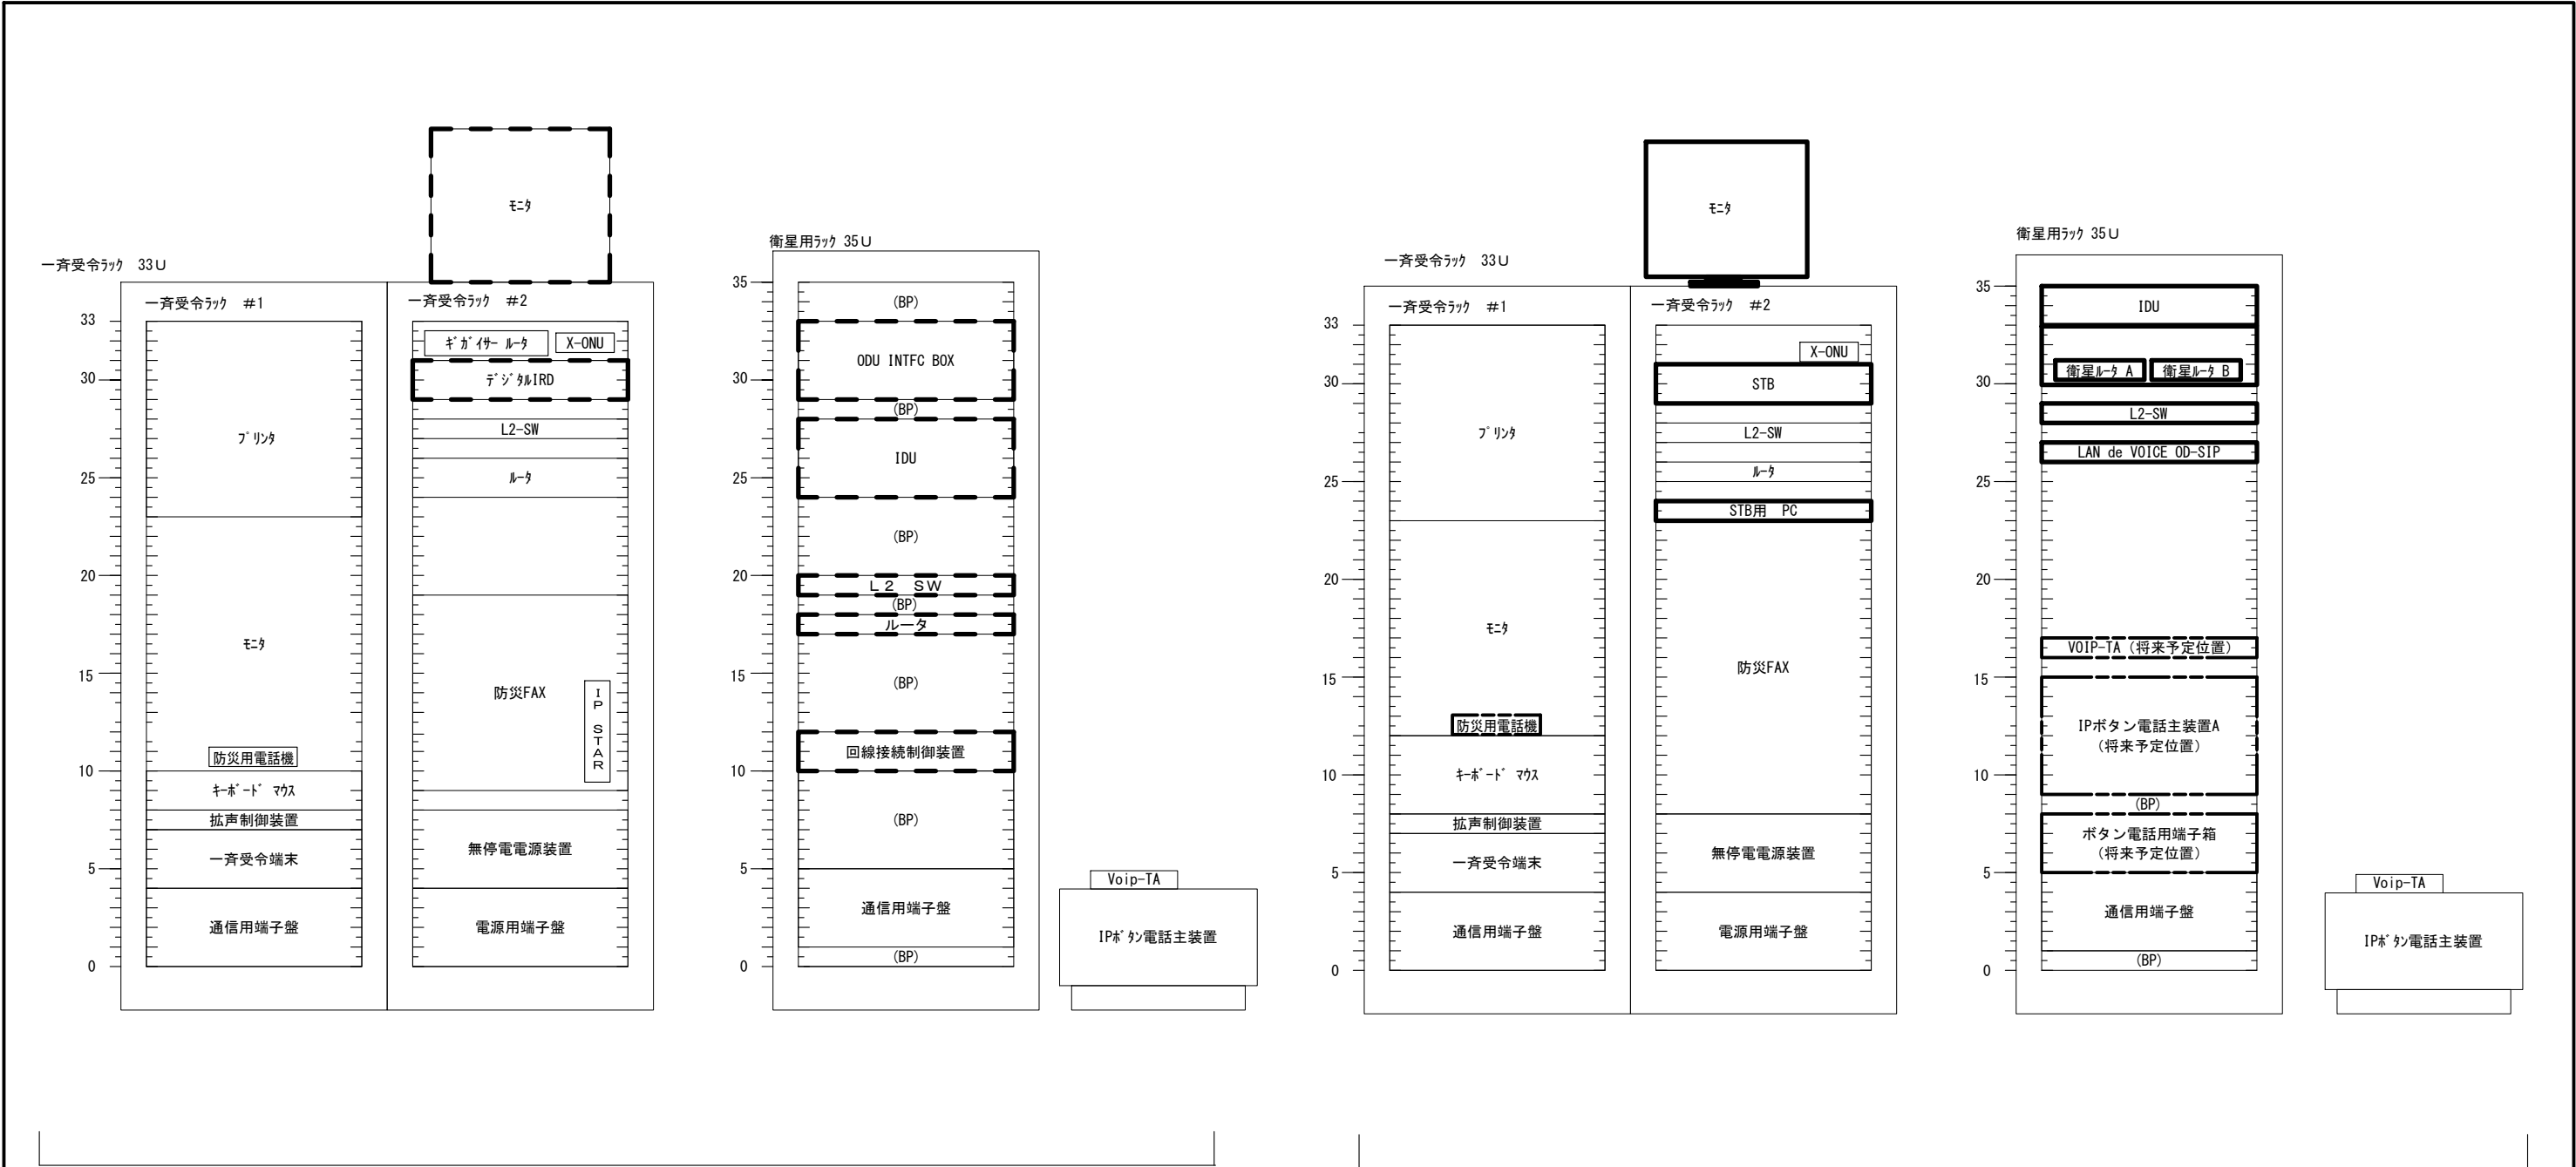 モニタ
一斉受令ラック 33U
一斉受令ラック #1
33
30
25
20
15
10
5
0
プリンタ
モニタ
防災用電話機
キーボード マウス
拡声制御装置
一斉受令端末
通信用端子盤
一斉受令ラック #2
ギガイサー ルータ
X-ONU
デジタルIRD
L2-SW
ルータ
防災FAX
IP STAR
無停電電源装置
電源用端子盤
衛星用ラック 35U
35
30
25
20
15
10
5
0
(BP)
ODU INTFC BOX
(BP)
IDU
(BP)
L2 SW
(BP)
ルータ
(BP)
回線接続制御装置
(BP)
通信用端子盤
(BP)
Voip-TA
IPボタン電話主装置
モニタ
一斉受令ラック 33U
一斉受令ラック #1
33
30
25
20
15
10
5
0
プリンタ
モニタ
防災用電話機
キーボード マウス
拡声制御装置
一斉受令端末
通信用端子盤
一斉受令ラック #2
X-ONU
STB
L2-SW
ルータ
STB用 PC
防災FAX
無停電電源装置
電源用端子盤
衛星用ラック 35U
35
30
25
20
15
10
5
0
IDU
衛星ルータ A
衛星ルータ B
L2-SW
LAN de VOICE OD-SIP
VOIP-TA (将来予定位置)
IPボタン電話主装置A
(将来予定位置)
(BP)
ボタン電話用端子箱
(将来予定位置)
通信用端子盤
(BP)
Voip-TA
IPボタン電話主装置